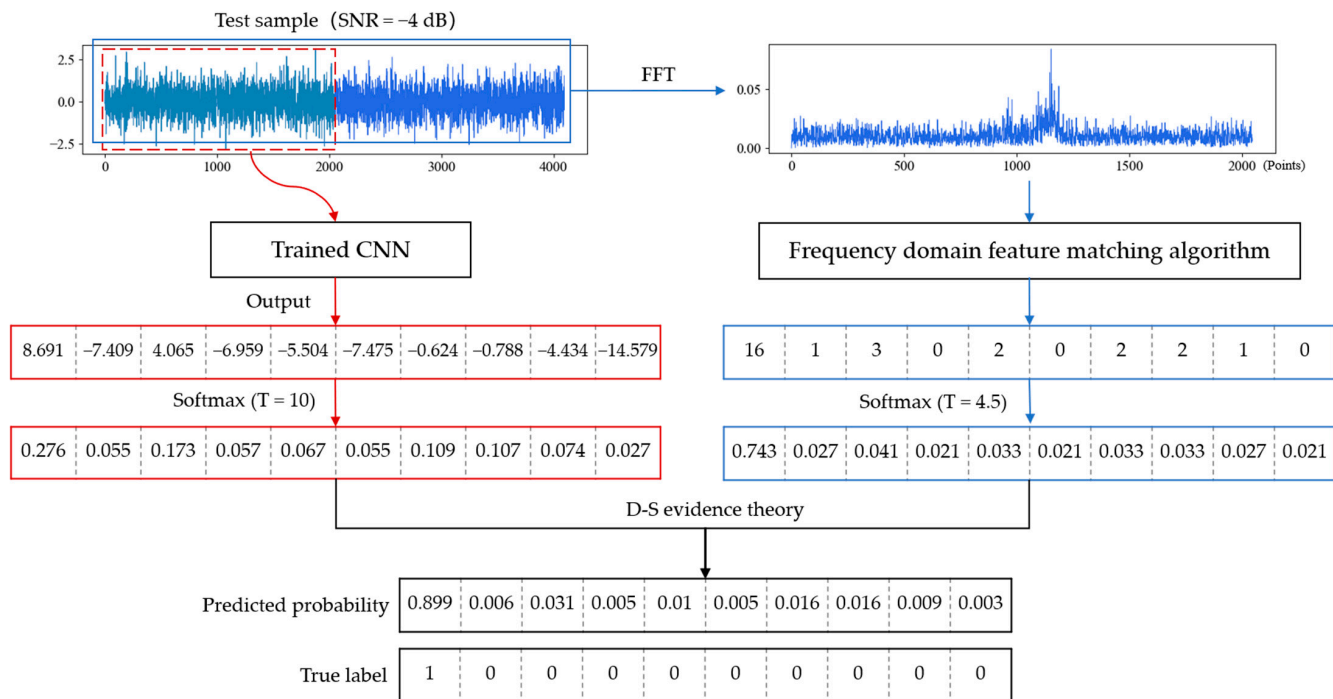 Test sample (SNR = −4 dB)
2.5
0.0
−2.5
0 1000 2000 3000 4000
FFT
0.05
0.00
0 500 1000 1500 2000 (Points)
Trained CNN
Frequency domain feature matching algorithm
Output
8.691 −7.409 4.065 −6.959 −5.504 −7.475 −0.624 −0.788 −4.434 −14.579
16 1 3 0 2 0 2 2 1 0
Softmax (T = 10)
Softmax (T = 4.5)
0.276 0.055 0.173 0.057 0.067 0.055 0.109 0.107 0.074 0.027
0.743 0.027 0.041 0.021 0.033 0.021 0.033 0.033 0.027 0.021
D-S evidence theory
Predicted probability 0.899 0.006 0.031 0.005 0.01 0.005 0.016 0.016 0.009 0.003
True label 1 0 0 0 0 0 0 0 0 0